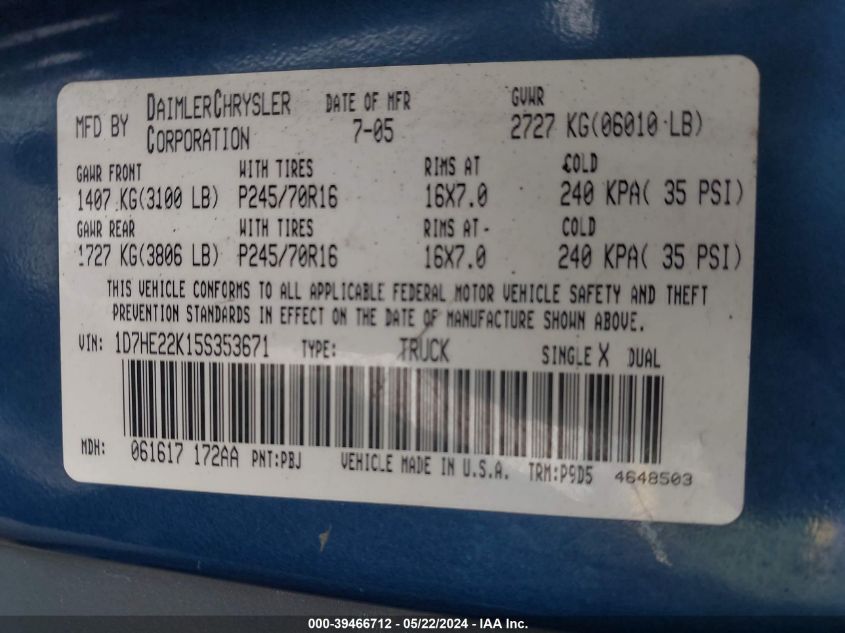 MFD BY DAIMLERCHRYSLER CORPORATION DATE OF MFR 7-05 GVWR 2727 KG(06010 LB)
GAWR FRONT WITH TIRES RIMS AT COLD
1407 KG(3100 LB) P245/70R16 16X7.0 240 KPA( 35 PSI)
GAWR REAR WITH TIRES RIMS AT COLD
1727 KG(3806 LB) P245/70R16 16X7.0 240 KPA( 35 PSI)
THIS VEHICLE CONFORMS TO ALL APPLICABLE FEDERAL MOTOR VEHICLE SAFETY AND THEFT
PREVENTION STANDARDS IN EFFECT ON THE DATE OF MANUFACTURE SHOWN ABOVE.
VIN: 1D7HE22K15S353671 TYPE: TRUCK SINGLE X DUAL
MDH: 061617 172AA PNT:PBJ VEHICLE MADE IN U.S.A. TRM:P9D5 4648503
000-39466712 - 05/22/2024 - IAA Inc.